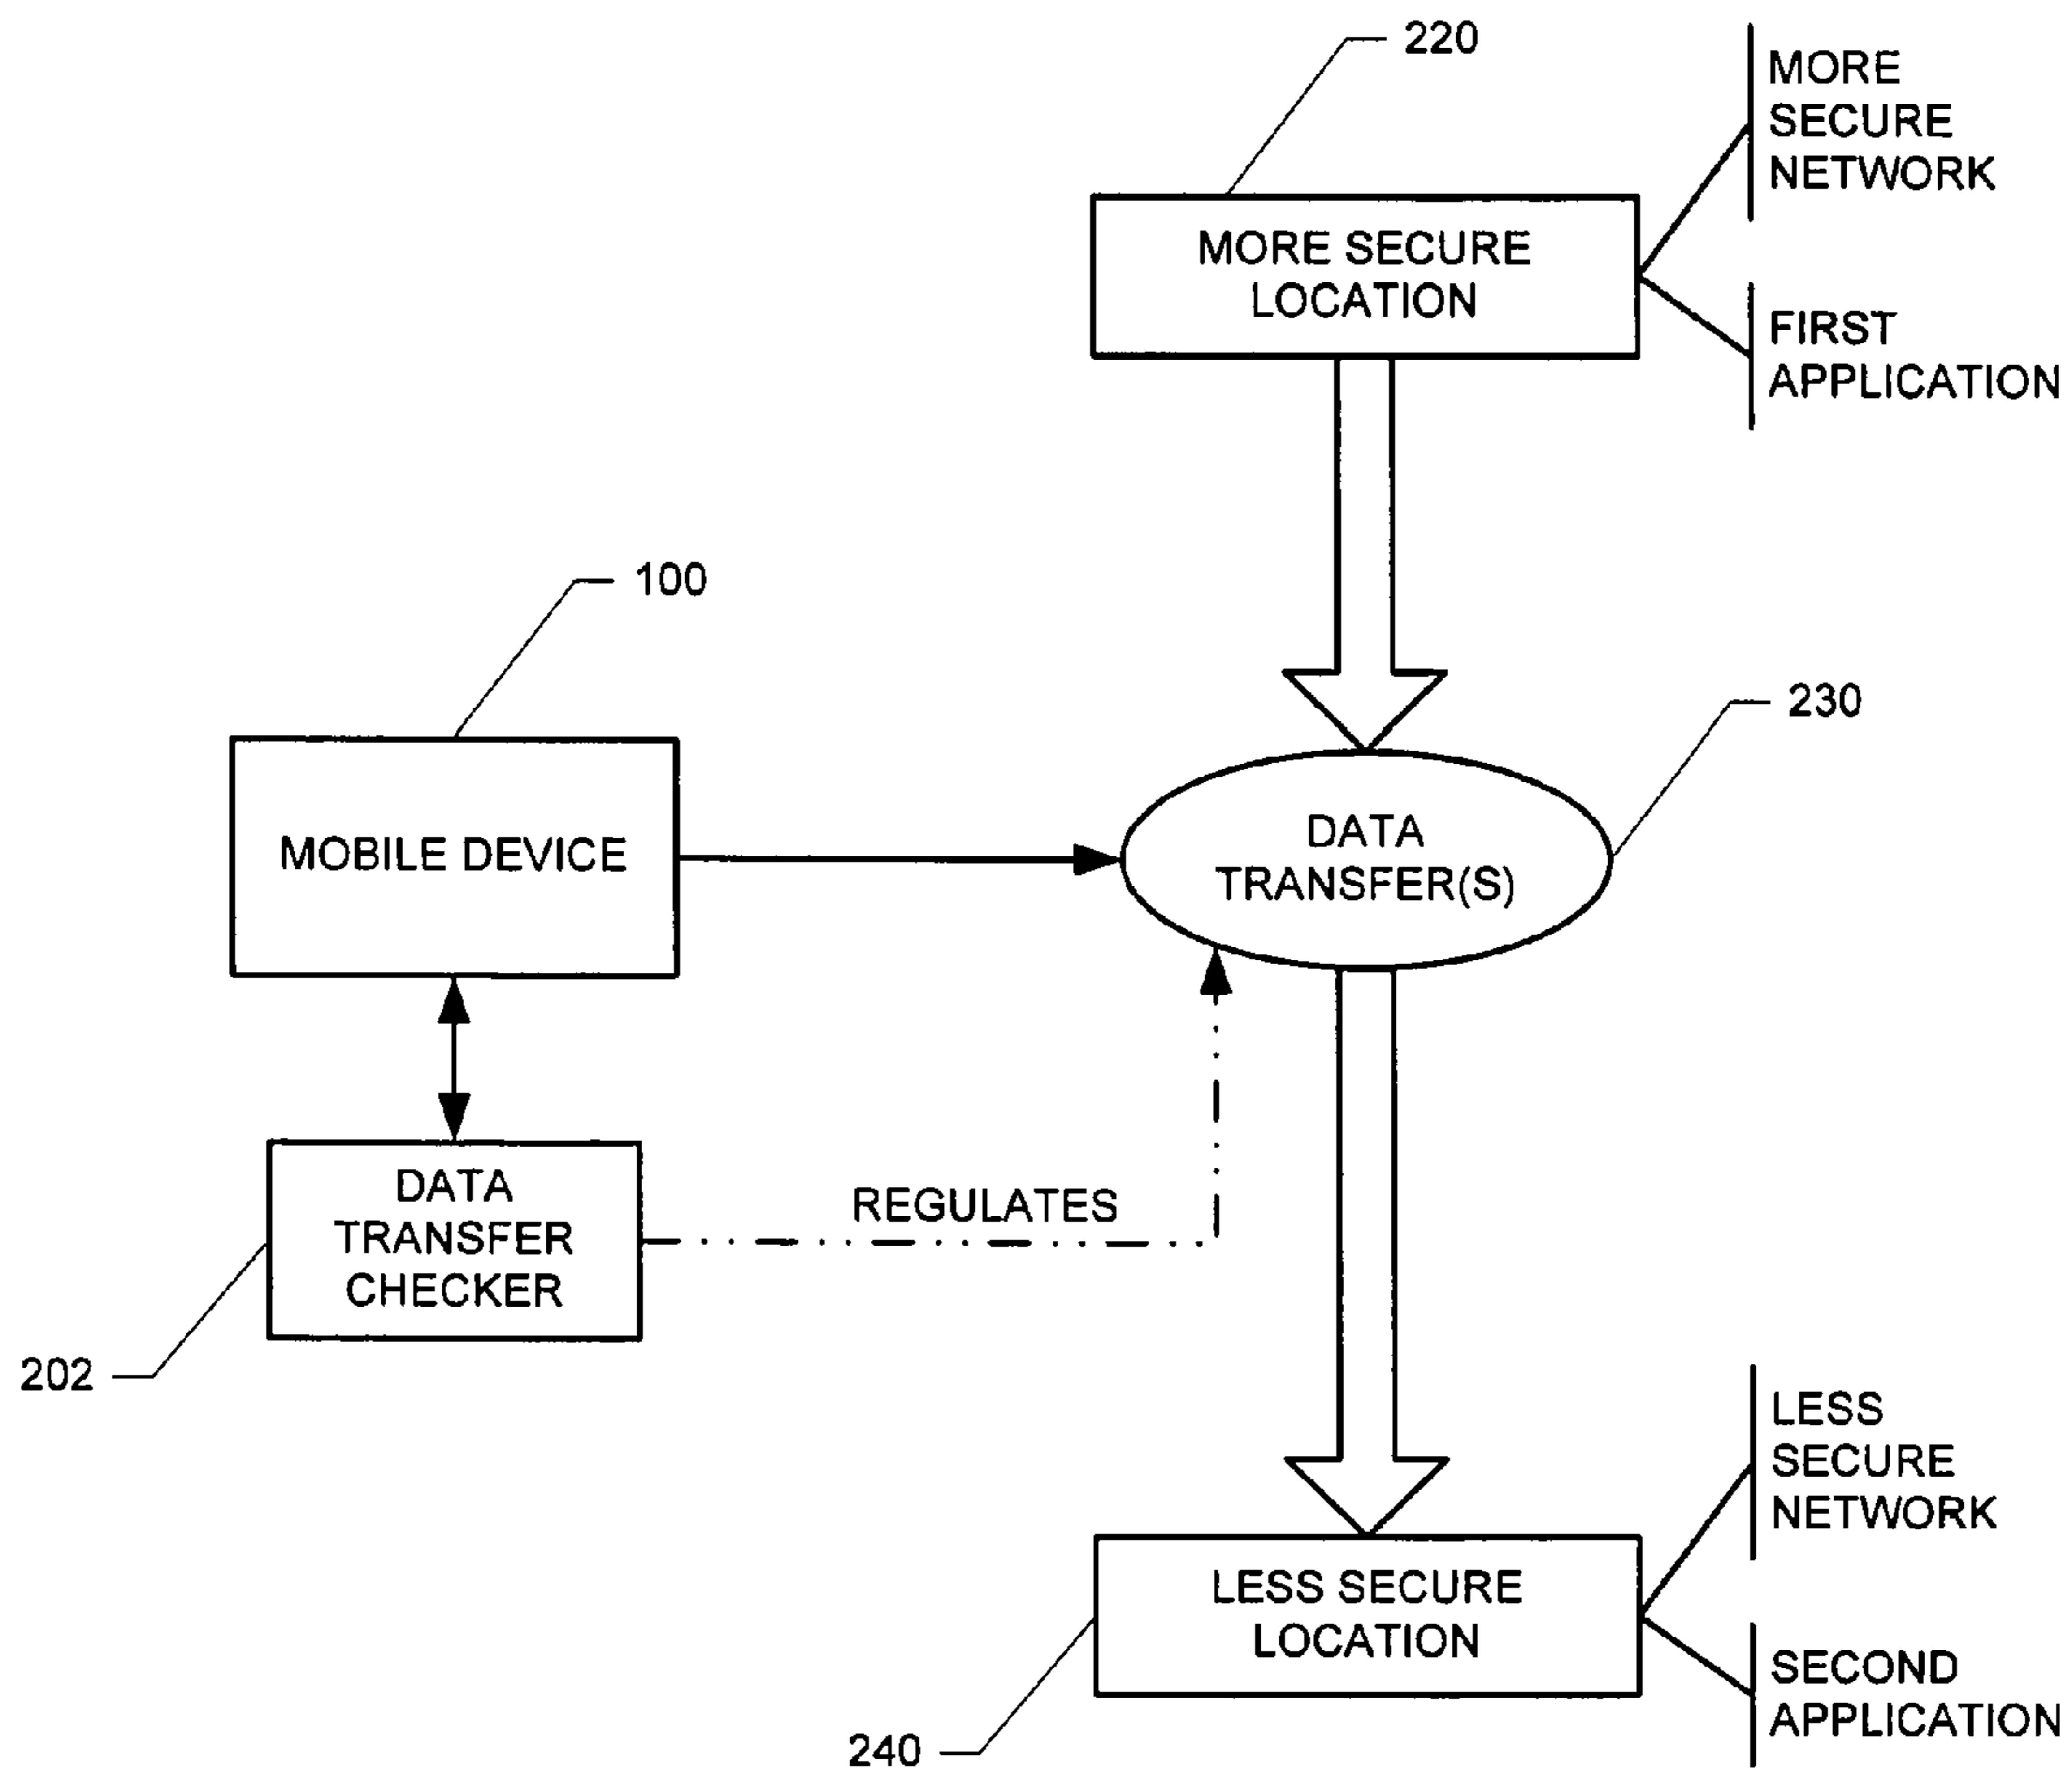 220
MORE
SECURE
NETWORK
MORE SECURE
LOCATION
FIRST
APPLICATION
100
230
MOBILE DEVICE
DATA
TRANSFER(S)
DATA
TRANSFER
CHECKER
REGULATES
202
LESS
SECURE
NETWORK
LESS SECURE
LOCATION
SECOND
APPLICATION
240